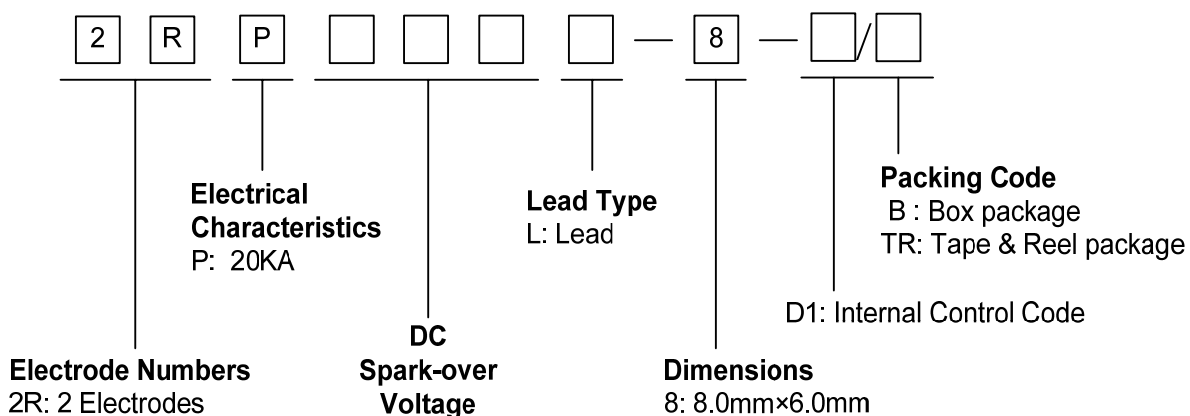 2 R P — 8 — /
Electrical
Characteristics
P: 20KA
Lead Type
L: Lead
Packing Code
B : Box package
TR: Tape & Reel package
D1: Internal Control Code
Electrode Numbers
2R: 2 Electrodes
DC
Spark-over
Voltage
Dimensions
8: 8.0mm×6.0mm